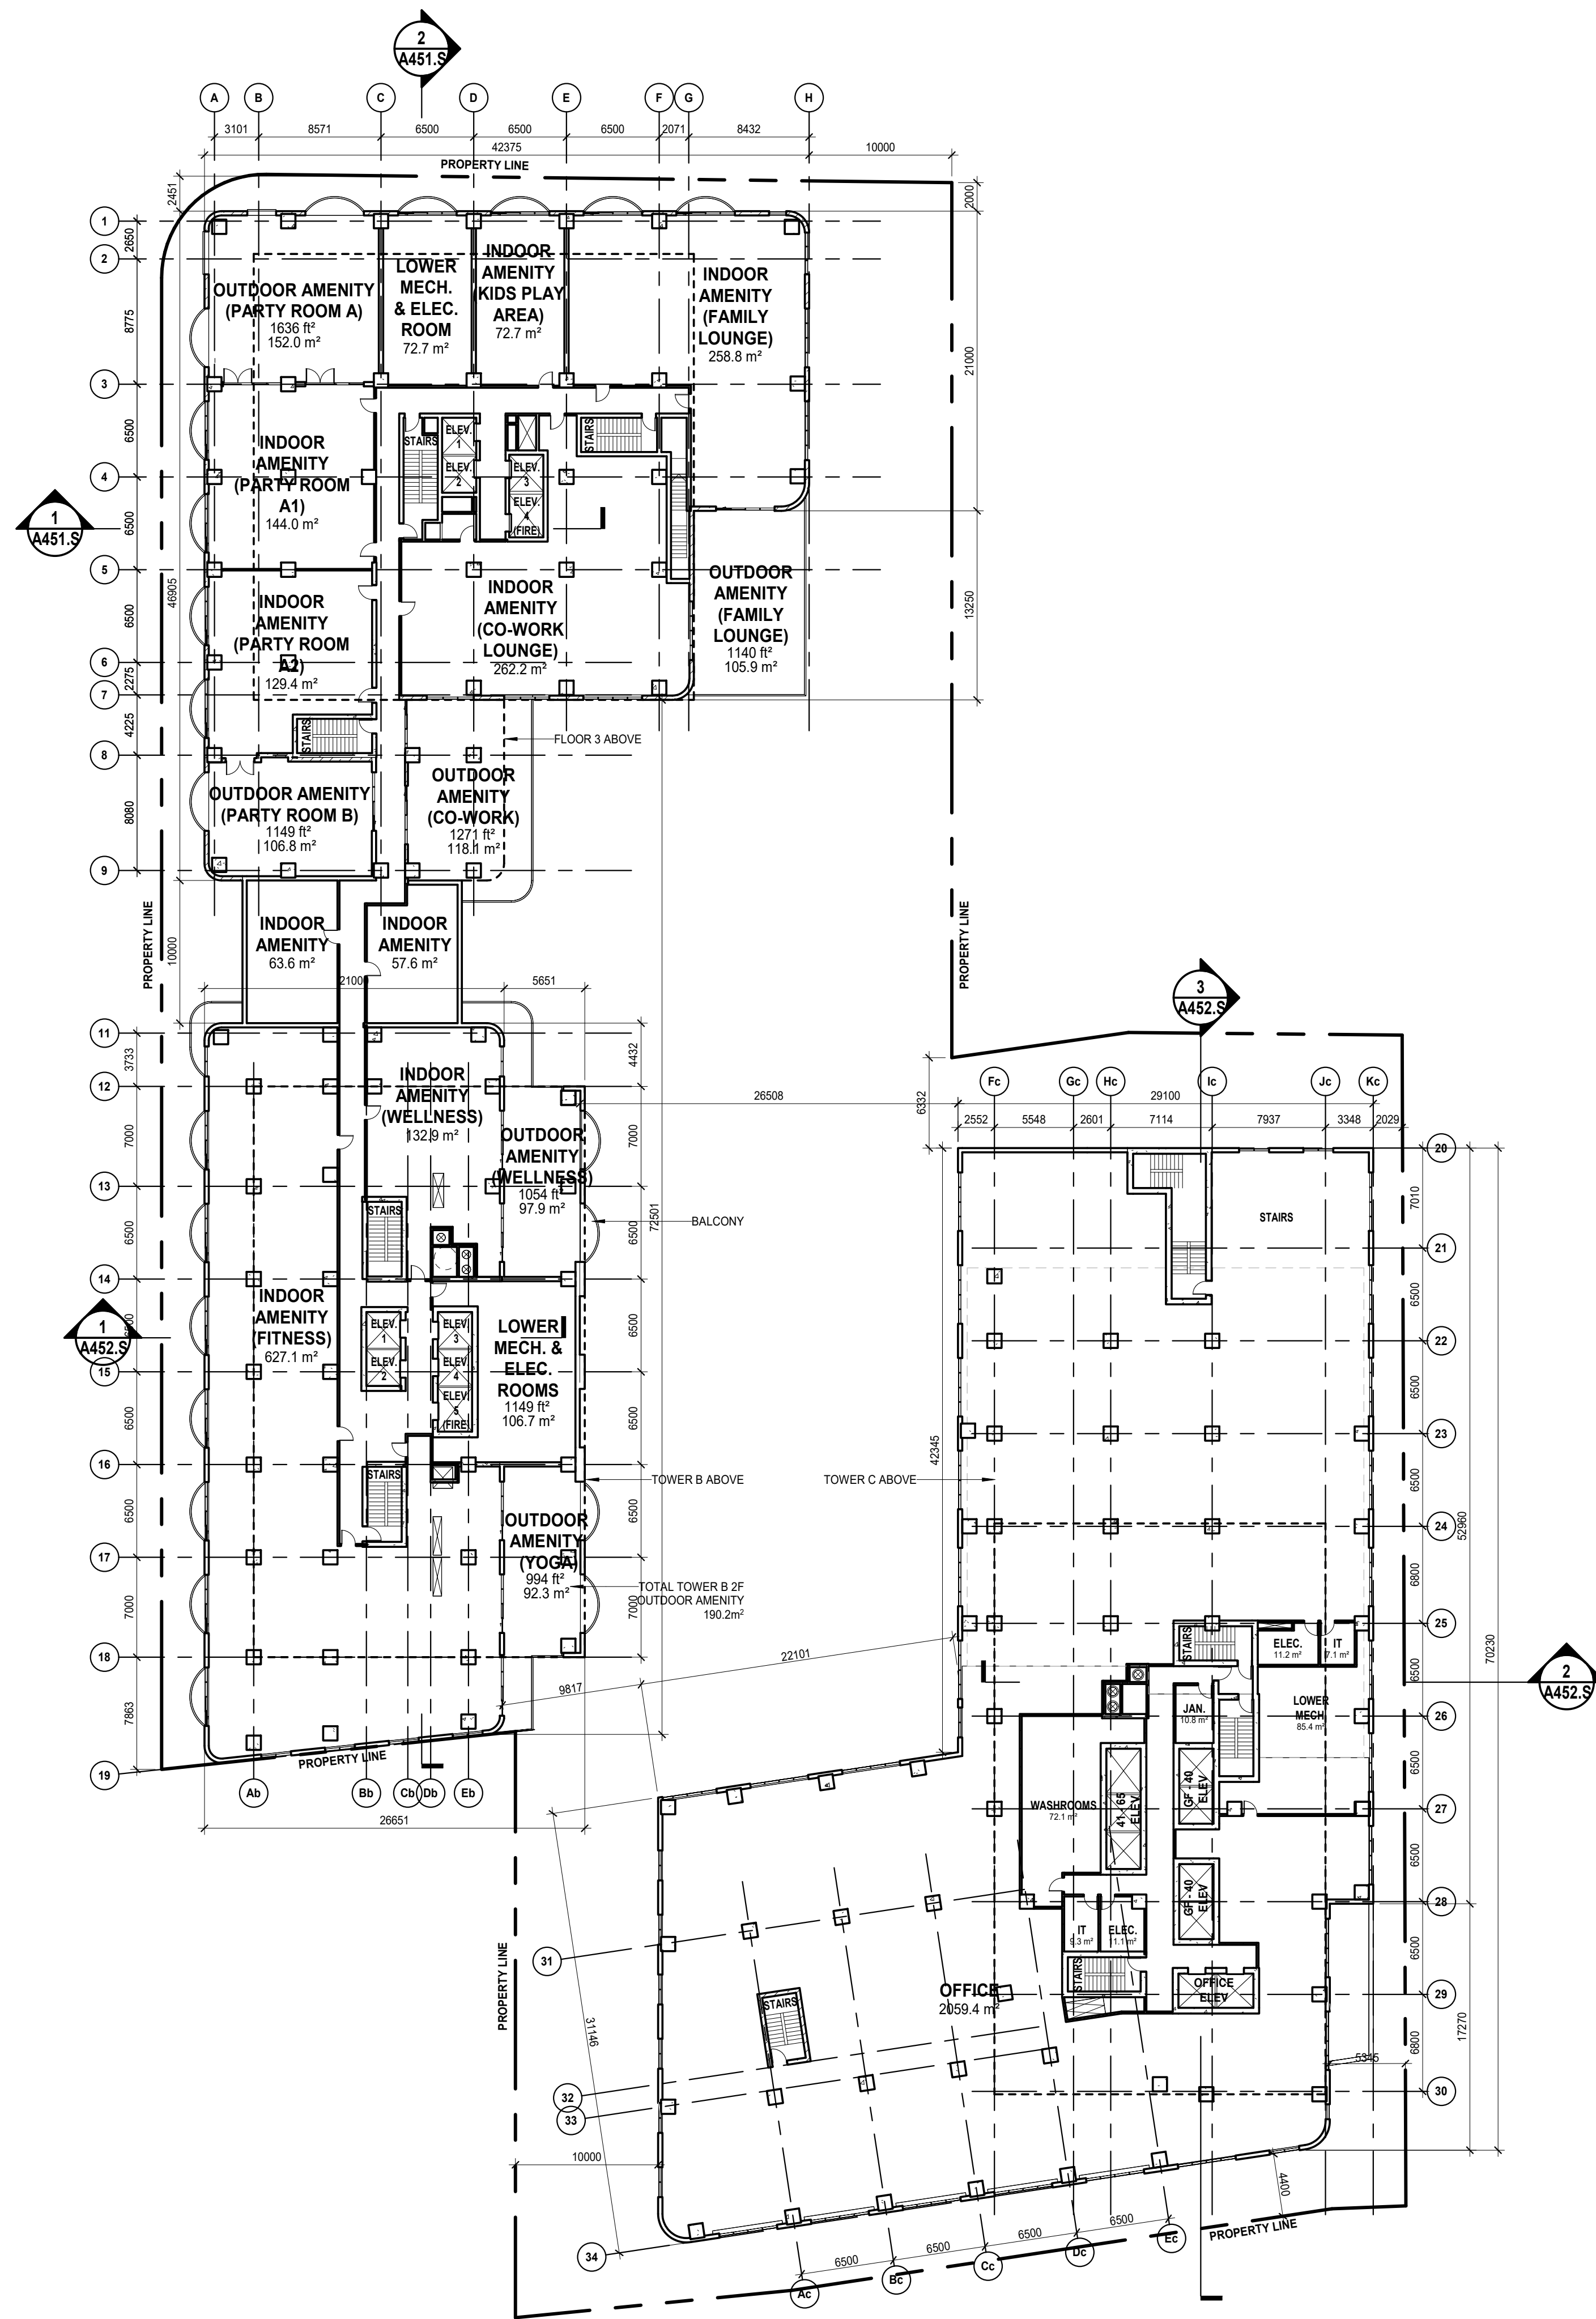 2
A451.S
A
B
C
D
E
F
G
H
3101
8571
6500
6500
6500
2071
8432
42375
10000
PROPERTY LINE
2451
2000
1
2
3
4
5
6
7
8
9
2650
8775
6500
6500
6500
2275
4225
8080
46905
10000
21000
13250
OUTDOOR AMENITY
(PARTY ROOM A)
1636 ft²
152.0 m²
LOWER
MECH.
& ELEC.
ROOM
72.7 m²
INDOOR
AMENITY
(KIDS PLAY
AREA)
72.7 m²
INDOOR
AMENITY
(FAMILY
LOUNGE)
258.8 m²
INDOOR
AMENITY
(PARTY ROOM
A1)
144.0 m²
STAIRS
ELEV.
1
ELEV.
2
ELEV.
3
ELEV.
4
(FIRE)
STAIRS
1
A451.S
INDOOR
AMENITY
(PARTY ROOM
A2)
129.4 m²
INDOOR
AMENITY
(CO-WORK
LOUNGE)
262.2 m²
OUTDOOR
AMENITY
(FAMILY
LOUNGE)
1140 ft²
105.9 m²
STAIRS
FLOOR 3 ABOVE
OUTDOOR AMENITY
(PARTY ROOM B)
1149 ft²
106.8 m²
OUTDOOR
AMENITY
(CO-WORK)
1271 ft²
118.1 m²
PROPERTY LINE
PROPERTY LINE
INDOOR
AMENITY
63.6 m²
INDOOR
AMENITY
57.6 m²
21000
5651
3
A452.S
11
12
13
14
15
16
17
18
19
3733
7000
6500
6500
6500
6500
7000
7863
4432
7000
6500
6500
6500
6500
7000
72501
26508
6332
INDOOR
AMENITY
(WELLNESS)
132.9 m²
OUTDOOR
AMENITY
(WELLNESS)
1054 ft²
97.9 m²
STAIRS
BALCONY
INDOOR
AMENITY
(FITNESS)
627.1 m²
1
A452.S
ELEV.
1
ELEV.
2
ELEV.
3
ELEV.
4
ELEV.
5
(FIRE)
LOWER
MECH. &
ELEC.
ROOMS
1149 ft²
106.7 m²
STAIRS
TOWER B ABOVE
TOWER C ABOVE
OUTDOOR
AMENITY
(YOGA)
994 ft²
92.3 m²
TOTAL TOWER B 2F
OUTDOOR AMENITY
190.2m²
PROPERTY LINE
Ab
Bb
Cb
Db
Eb
26651
9817
22101
Fc
Gc
Hc
Ic
Jc
Kc
29100
2552
5548
2601
7114
7937
3348
2029
20
21
22
23
24
25
26
27
28
29
30
7010
6500
6500
6500
6800
6500
6500
6500
6500
6800
52960
70230
17270
42345
STAIRS
STAIRS
ELEC.
11.2 m²
IT
7.1 m²
2
A452.S
JAN.
10.8 m²
LOWER
MECH
85.4 m²
WASHROOMS
72.1 m²
41 - 65
ELEV
GF - 40
ELEV
GF - 40
ELEV
IT
9.3 m²
ELEC.
11.1 m²
STAIRS
OFFICE
ELEV
OFFICE
2059.4 m²
STAIRS
31
32
33
34
31146
PROPERTY LINE
10000
5345
4400
PROPERTY LINE
6500
6500
6500
6500
Ac
Bc
Cc
Dc
Ec